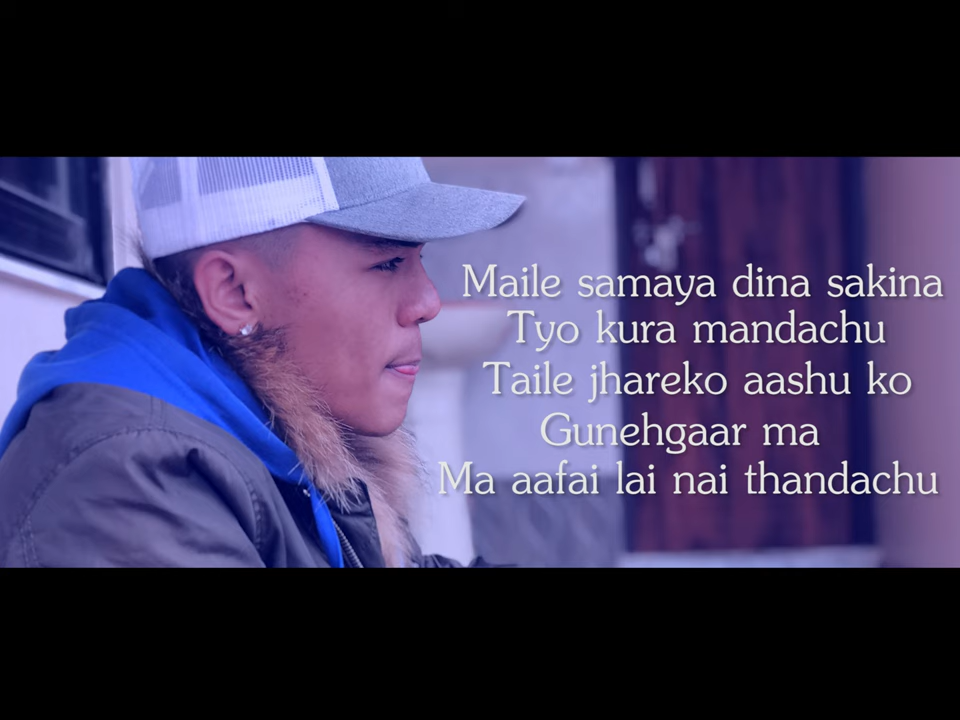 Maile samaya dina sakina
Tyo kura mandachu
Taile jhareko aashu ko
Gunehgaar ma
Ma aafai lai nai thandachu